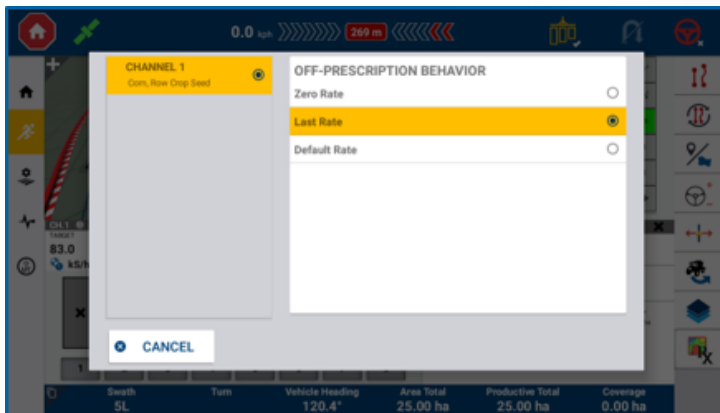 0.0 kph
269 m
CHANNEL 1
Corn, Row Crop Seed
OFF-PRESCRIPTION BEHAVIOR
Zero Rate
Last Rate
Default Rate
CH.1
TARGET
83.0
kS/h
CANCEL
1
Swath
Turn
Vehicle Heading
Area Total
Productive Total
Coverage
5L
120.4°
25.00 ha
25.00 ha
0.00 ha
Rx